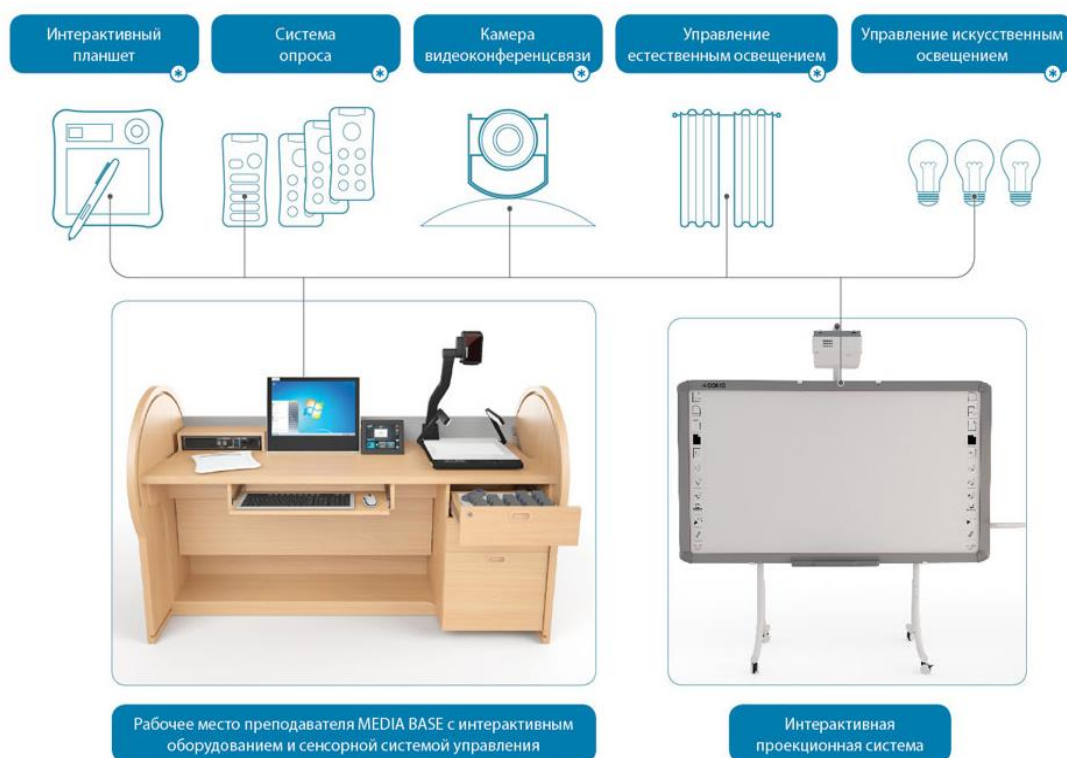 Интерактивный
планшет
Система
опроса
Камера
видеоконференцсвязи
Управление
естественным освещением
Управление искусственным
освещением
Рабочее место преподавателя MEDIA BASE с интерактивным
оборудованием и сенсорной системой управления
Интерактивная
проекционная система